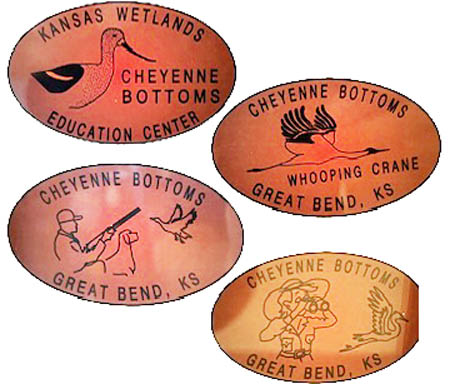 KANSAS WETLANDS
CHEYENNE
BOTTOMS
EDUCATION CENTER
CHEYENNE BOTTOMS
WHOOPING CRANE
GREAT BEND, KS
CHEYENNE BOTTOMS
GREAT BEND, KS
CHEYENNE BOTTOMS
GREAT BEND, KS